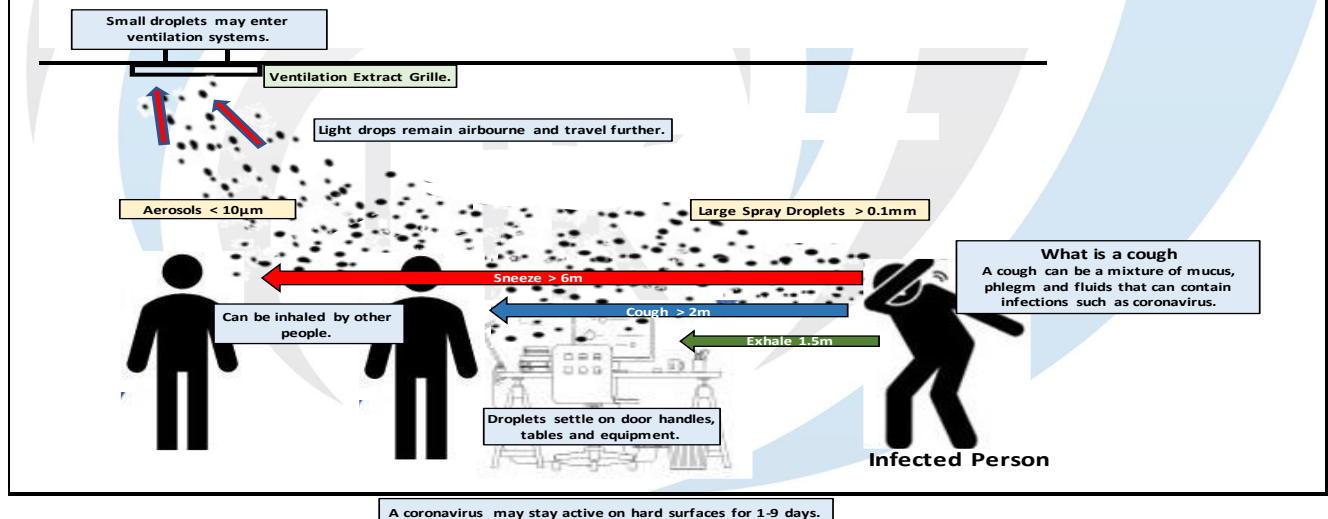 Small droplets may enter
ventilation systems.
Ventilation Extract Grille.
Light drops remain airbourne and travel further.
Aerosols < 10µm
Large Spray Droplets > 0.1mm
What is a cough
A cough can be a mixture of mucus,
phlegm and fluids that can contain
infections such as coronavirus.
Sneeze > 6m
Can be inhaled by other
people.
Cough > 2m
Exhale 1.5m
Droplets settle on door handles,
tables and equipment.
Infected Person
A coronavirus may stay active on hard surfaces for 1-9 days.